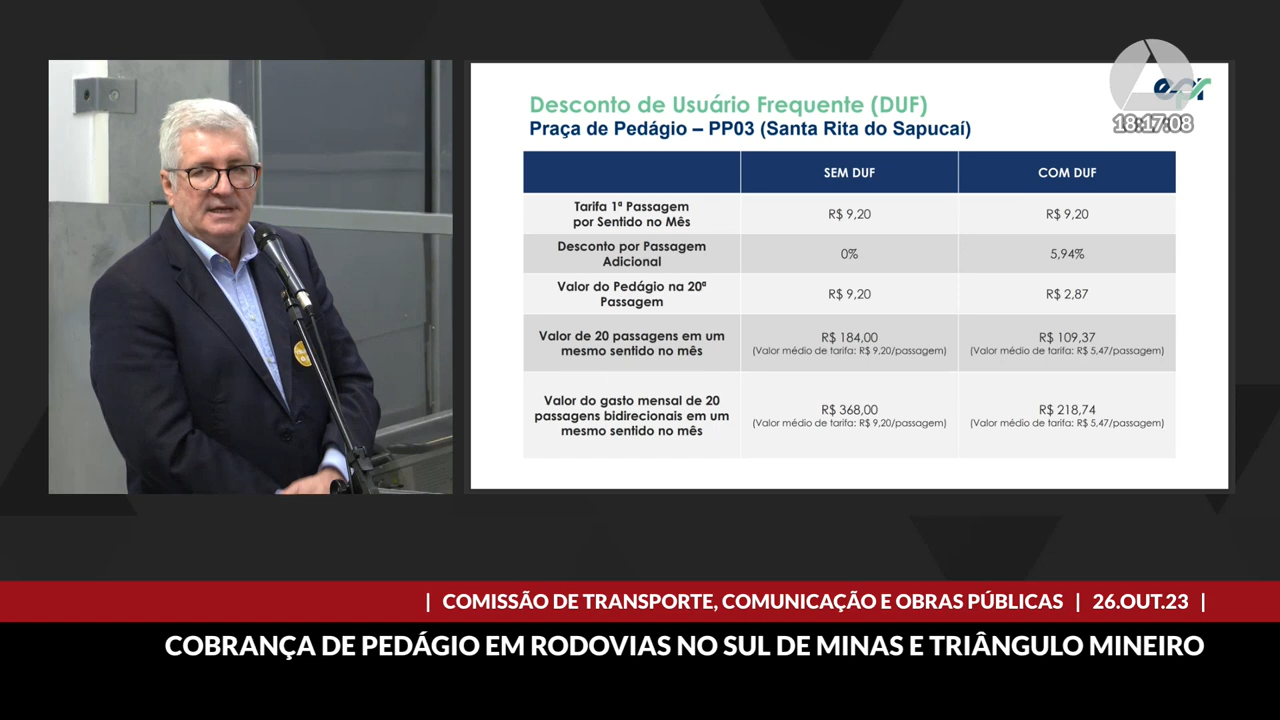 epr
18:17:08
Desconto de Usuário Frequente (DUF)
Praça de Pedágio – PP03 (Santa Rita do Sapucaí)
SEM DUF
COM DUF
Tarifa 1ª Passagem
por Sentido no Mês
R$ 9,20
R$ 9,20
Desconto por Passagem
Adicional
0%
5,94%
Valor do Pedágio na 20ª
Passagem
R$ 9,20
R$ 2,87
Valor de 20 passagens em um
mesmo sentido no mês
R$ 184,00
(Valor médio de tarifa: R$ 9,20/passagem)
R$ 109,37
(Valor médio de tarifa: R$ 5,47/passagem)
Valor do gasto mensal de 20
passagens bidirecionais em um
mesmo sentido no mês
R$ 368,00
(Valor médio de tarifa: R$ 9,20/passagem)
R$ 218,74
(Valor médio de tarifa: R$ 5,47/passagem)
| COMISSÃO DE TRANSPORTE, COMUNICAÇÃO E OBRAS PÚBLICAS | 26.OUT.23 |
COBRANÇA DE PEDÁGIO EM RODOVIAS NO SUL DE MINAS E TRIÂNGULO MINEIRO